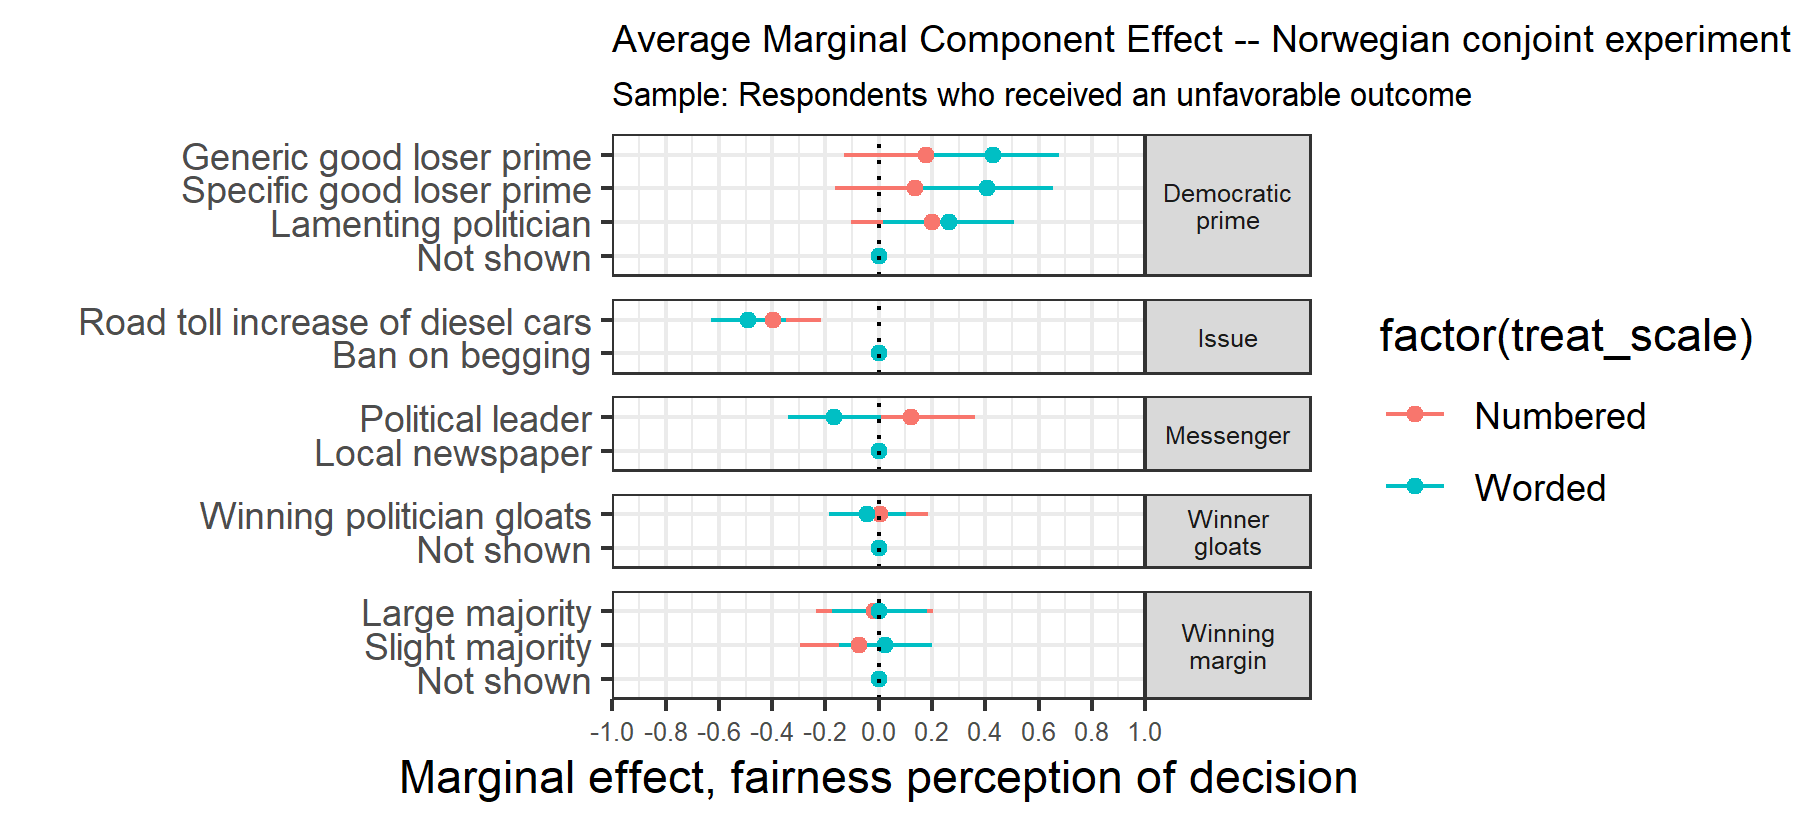 Average Marginal Component Effect -- Norwegian conjoint experiment
Sample: Respondents who received an unfavorable outcome
Generic good loser prime
Specific good loser prime
Lamenting politician
Not shown
Democratic
prime
Road toll increase of diesel cars
Ban on begging
Issue
Political leader
Local newspaper
Messenger
Winning politician gloats
Not shown
Winner
gloats
Large majority
Slight majority
Not shown
Winning
margin
-1.0 -0.8 -0.6 -0.4 -0.2 0.0 0.2 0.4 0.6 0.8 1.0
Marginal effect, fairness perception of decision
factor(treat_scale)
Numbered
Worded